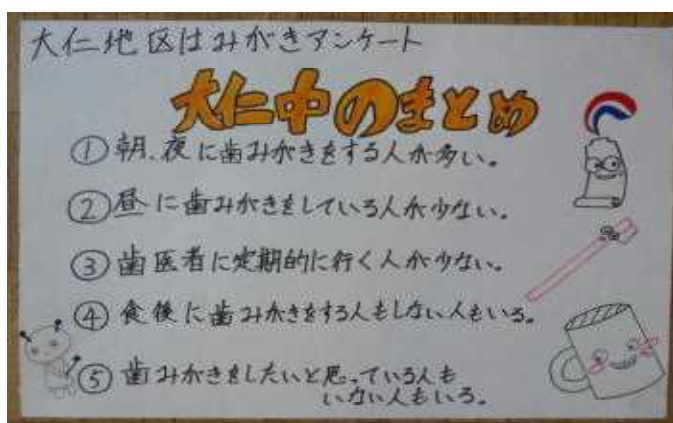 大仁地区はみがきアンケート
大仁中のまとめ
①朝、夜に歯みがきをする人が多い。
②昼に歯みがきをしている人が少ない。
③歯医者に定期的に行く人が少ない。
④食後に歯みがきをする人もしない人もいる。
⑤歯みがきをしたいと思っている人も
いない人もいる。